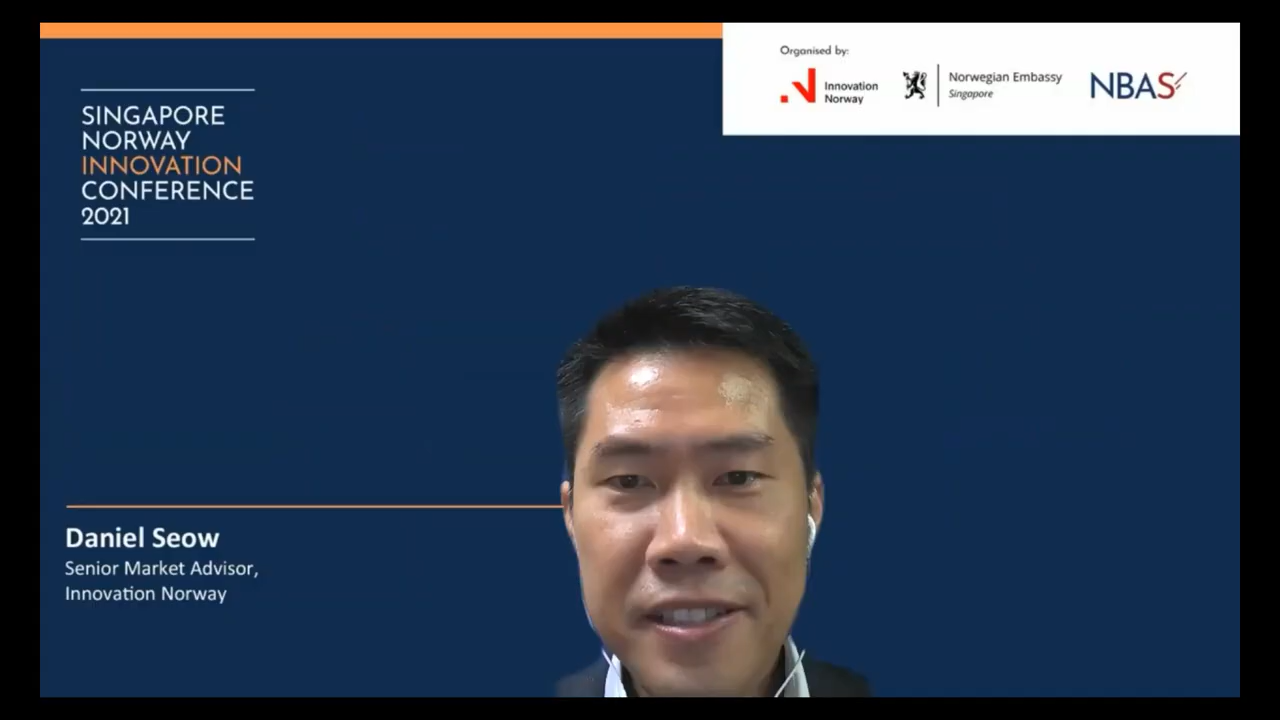 SINGAPORE
NORWAY
INNOVATION
CONFERENCE
2021
Organised by:
Innovation
Norway
Norwegian Embassy
Singapore
NBAS
Daniel Seow
Senior Market Advisor,
Innovation Norway